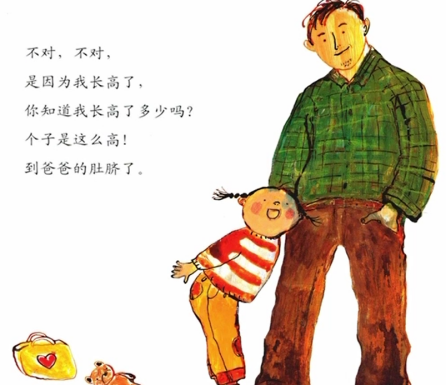 不对，不对，
是因为我长高了，
你知道我长高了多少吗？
个子是这么高！
到爸爸的肚脐了。